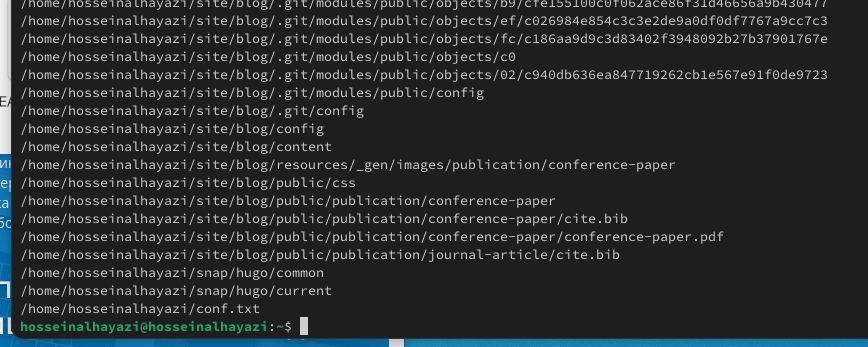 /home/hosseinalhayazi/site/blog/.git/modules/public/objects/b9/cfe155100c0f062ace86f31d46656a9b430477
/home/hosseinalhayazi/site/blog/.git/modules/public/objects/ef/c026984e854c3c3e2de9a0df0df7767a9cc7c3
/home/hosseinalhayazi/site/blog/.git/modules/public/objects/fc/c186aa9d9c3d83402f3948092b27b37901767e
/home/hosseinalhayazi/site/blog/.git/modules/public/objects/c0
/home/hosseinalhayazi/site/blog/.git/modules/public/objects/02/c940db636ea847719262cb1e567e91f0de9723
/home/hosseinalhayazi/site/blog/.git/modules/public/config
/home/hosseinalhayazi/site/blog/.git/config
/home/hosseinalhayazi/site/blog/config
/home/hosseinalhayazi/site/blog/content
/home/hosseinalhayazi/site/blog/resources/_gen/images/publication/conference-paper
/home/hosseinalhayazi/site/blog/public/css
/home/hosseinalhayazi/site/blog/public/publication/conference-paper
/home/hosseinalhayazi/site/blog/public/publication/conference-paper/cite.bib
/home/hosseinalhayazi/site/blog/public/publication/conference-paper/conference-paper.pdf
/home/hosseinalhayazi/site/blog/public/publication/journal-article/cite.bib
/home/hosseinalhayazi/snap/hugo/common
/home/hosseinalhayazi/snap/hugo/current
/home/hosseinalhayazi/conf.txt
hosseinalhayazi@hosseinalhayazi:~$